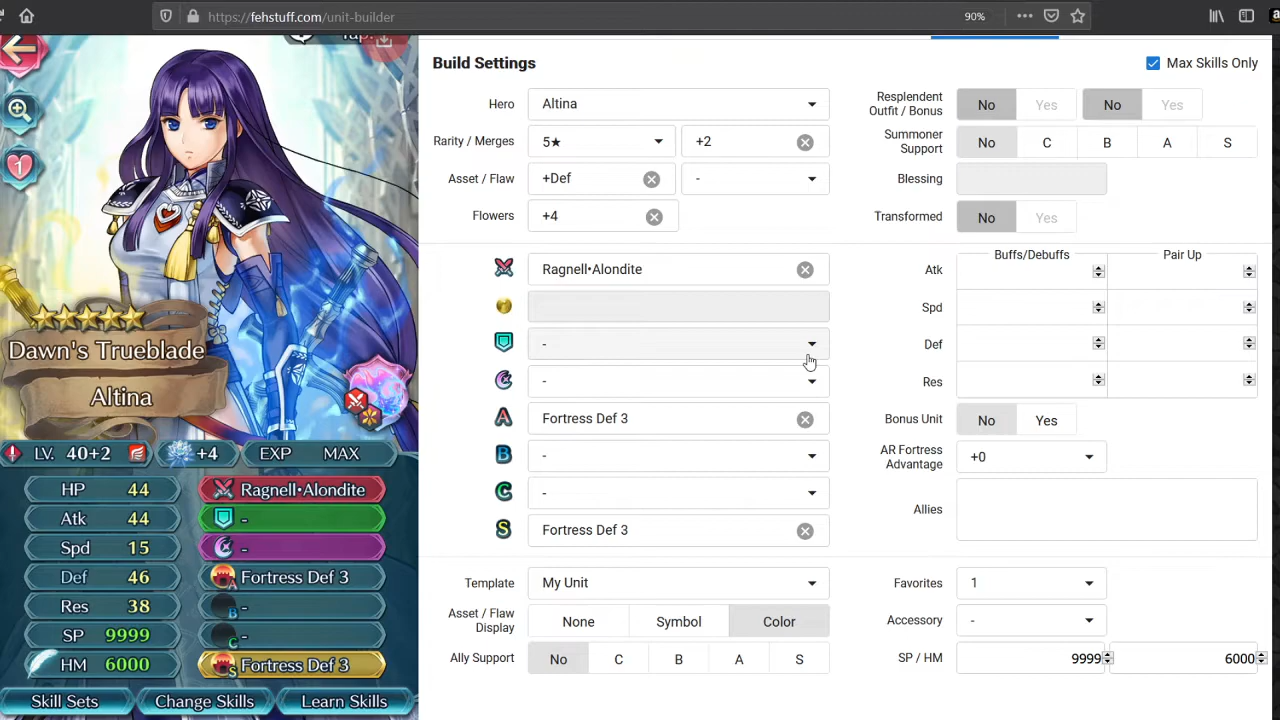 https://fehstuff.com/unit-builder
90%
Build Settings
Max Skills Only
Hero
Altina
Resplendent
Outfit / Bonus
No
Yes
No
Yes
Rarity / Merges
5★
+2
Summoner
Support
No
C
B
A
S
Asset / Flaw
+Def
-
Blessing
Flowers
+4
Transformed
No
Yes
Ragnell•Alondite
-
-
A
Fortress Def 3
B
-
C
-
S
Fortress Def 3
Buffs/Debuffs
Pair Up
Atk
Spd
Def
Res
Bonus Unit
No
Yes
AR Fortress
Advantage
+0
Allies
Template
My Unit
Favorites
1
Asset / Flaw
Display
None
Symbol
Color
Accessory
-
Ally Support
No
C
B
A
S
SP / HM
9999
6000
1
Dawn's Trueblade
Altina
LV. 40+2
+4
EXP MAX
HP 44
Ragnell•Alondite
Atk 44
-
Spd 15
-
Def 46
A Fortress Def 3
Res 38
B -
SP 9999
C -
HM 6000
S Fortress Def 3
Skill Sets
Change Skills
Learn Skills